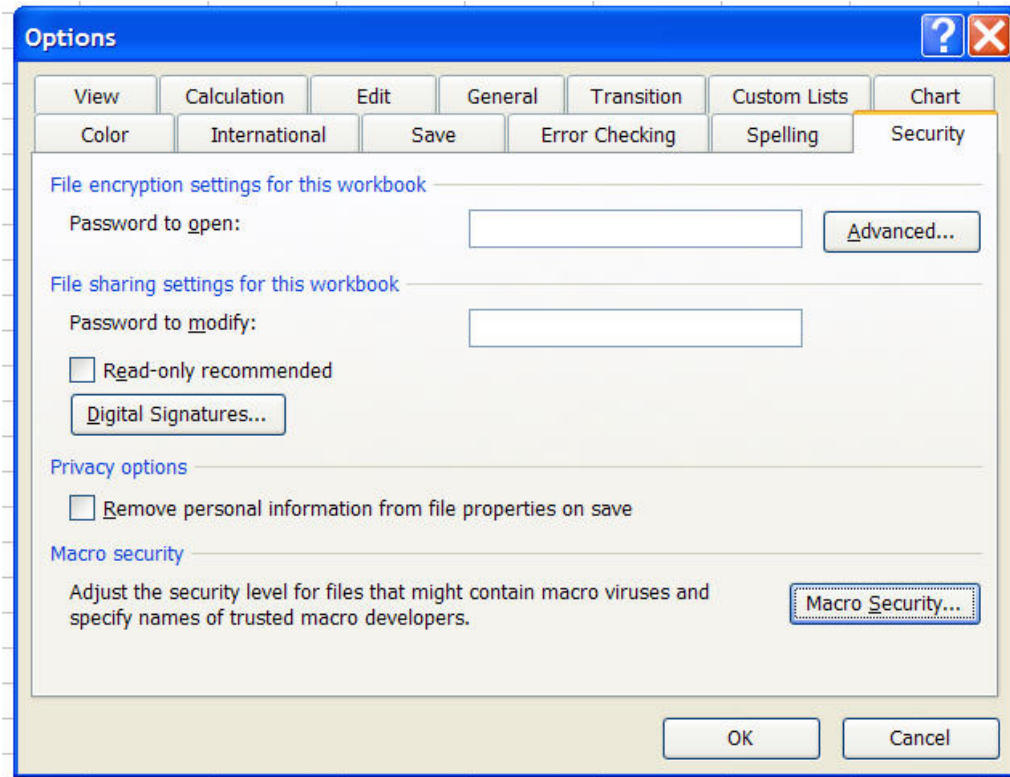 Options
View Calculation Edit General Transition Custom Lists Chart
Color International Save Error Checking Spelling Security
File encryption settings for this workbook
Password to open: Advanced...
File sharing settings for this workbook
Password to modify:
Read-only recommended
Digital Signatures...
Privacy options
Remove personal information from file properties on save
Macro security
Adjust the security level for files that might contain macro viruses and
specify names of trusted macro developers.
Macro Security...
OK Cancel